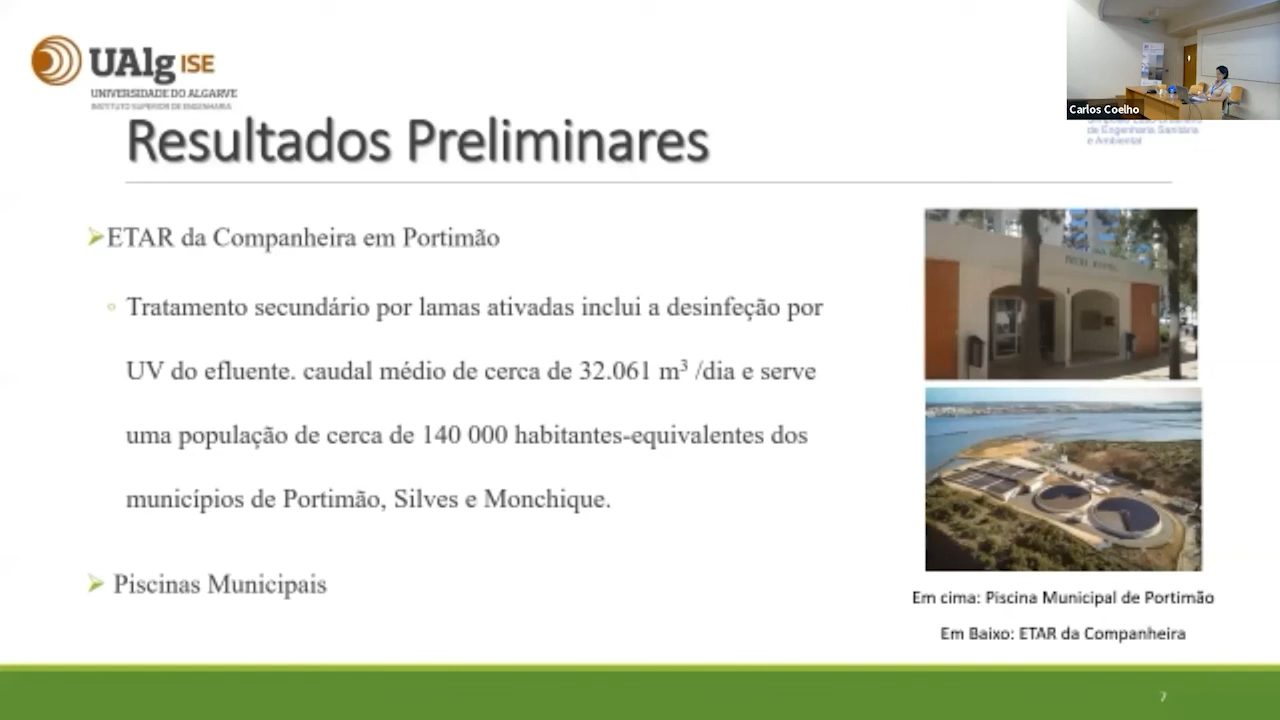 UAlg ISE
UNIVERSIDADE DO ALGARVE
INSTITUTO SUPERIOR DE ENGENHARIA
Carlos Coelho
de Engenharia Sanitária
e Ambiental
Resultados Preliminares
ETAR da Companheira em Portimão
Tratamento secundário por lamas ativadas inclui a desinfeção por
UV do efluente. caudal médio de cerca de 32.061 m³ /dia e serve
uma população de cerca de 140 000 habitantes-equivalentes dos
municípios de Portimão, Silves e Monchique.
Piscinas Municipais
Em cima: Piscina Municipal de Portimão
Em Baixo: ETAR da Companheira
7